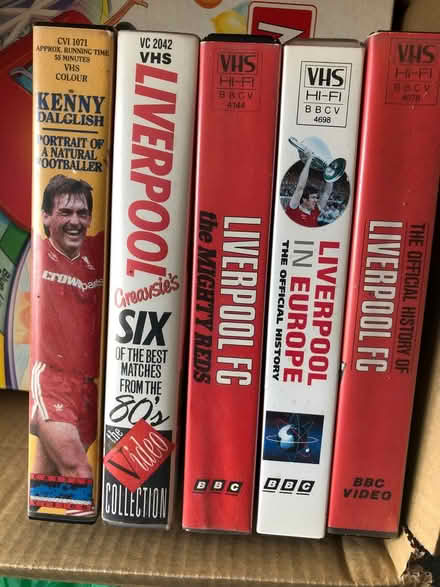 CVI 1071
APPROX. RUNNING TIME
55 MINUTES
VHS
COLOUR
KENNY
DALGLISH
PORTRAIT OF
A NATURAL
FOOTBALLER
Crown Paints
VC 2042
VHS
LIVERPOOL
Greavsie's
SIX
OF THE BEST
MATCHES
FROM THE
80's
the
Video
COLLECTION
VHS
HI-FI
BBCV
4144
LIVERPOOL FC
the MIGHTY REDS
BBC
VHS
HI-FI
BBCV
4698
LIVERPOOL
IN EUROPE
THE OFFICIAL HISTORY
BBC
VHS
HI-FI
BBCV
THE OFFICIAL HISTORY OF
LIVERPOOL FC
BBC
VIDEO